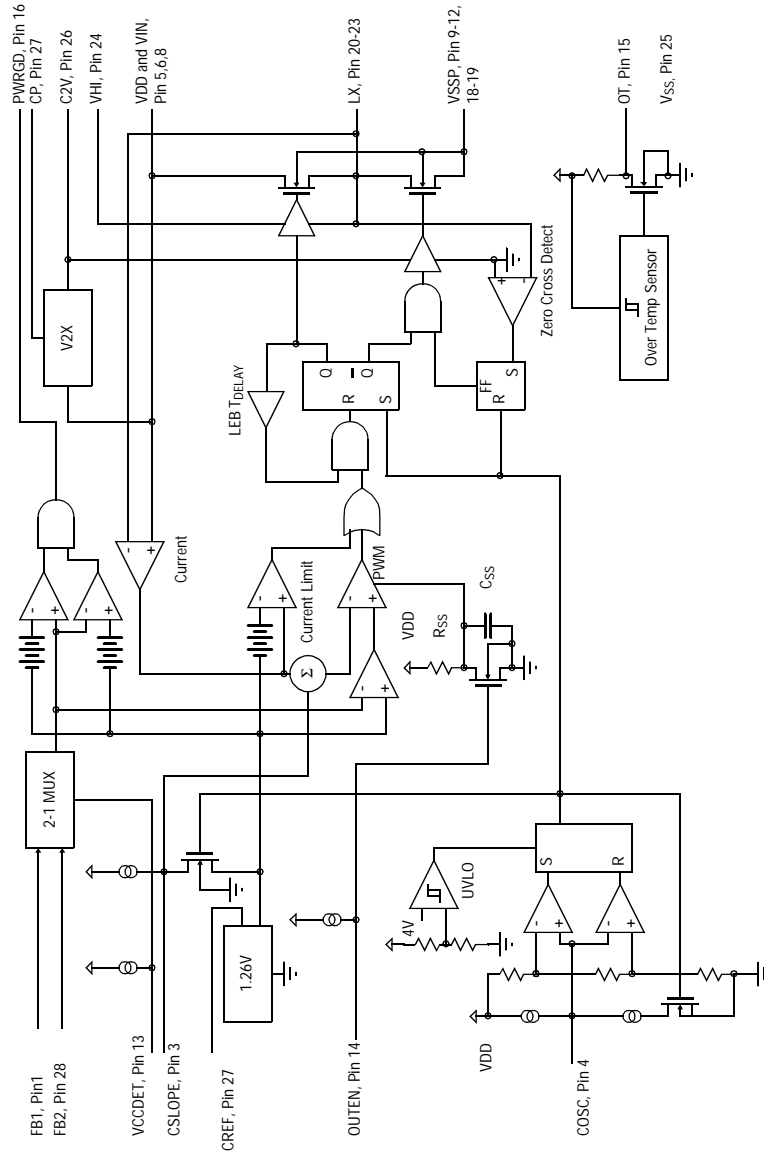 PWRGD, Pin 16
CP, Pin 27
C2V, Pin 26
VHI, Pin 24
VDD and VIN,
Pin 5,6,8
LX, Pin 20-23
VSSP, Pin 9-12,
18-19
OT, Pin 15
VSS, Pin 25
V2X
LEB TDELAY
Q
Q
R
S
FF
R
S
+
-
Zero Cross Detect
Over Temp Sensor
-
+
-
+
-
+
Current
-
+
Current Limit
-
+
PWM
Σ
-
+
VDD
RSS
CSS
2-1 MUX
1.26V
4V
UVLO
S
R
-
+
-
+
VDD
FB1, Pin1
FB2, Pin 28
VCCDET, Pin 13
CSLOPE, Pin 3
CREF, Pin 27
OUTEN, Pin 14
COSC, Pin 4